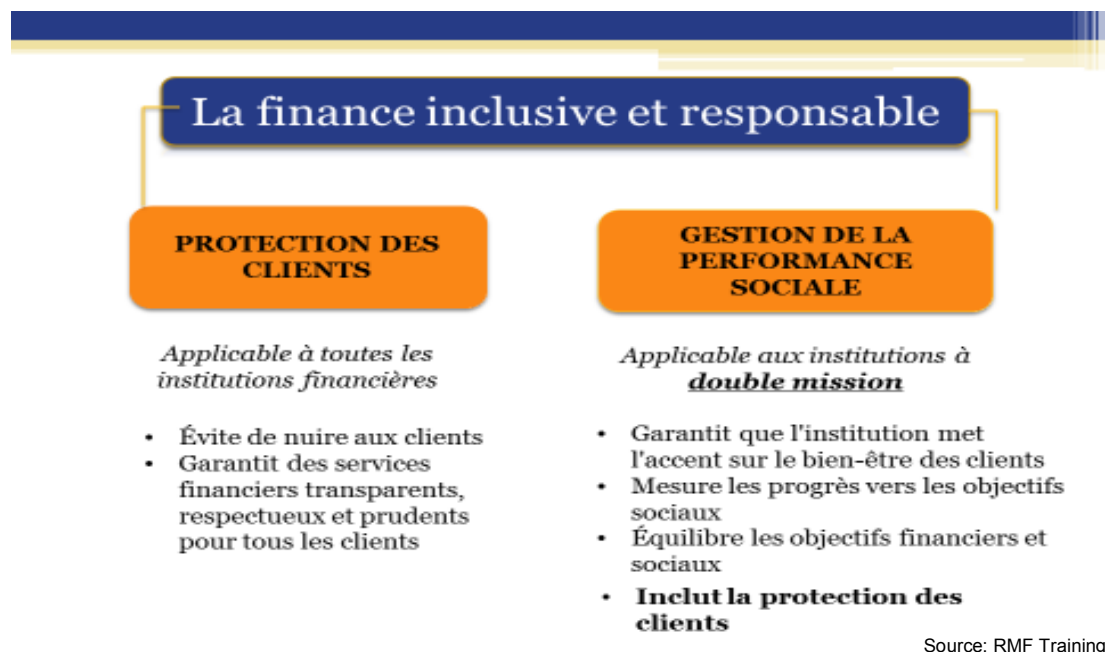 La finance inclusive et responsable
PROTECTION DES
CLIENTS
Applicable à toutes les
institutions financières
• Évite de nuire aux clients
• Garantit des services
financiers transparents,
respectueux et prudents
pour tous les clients
GESTION DE LA
PERFORMANCE
SOCIALE
Applicable aux institutions à
double mission
• Garantit que l'institution met
l'accent sur le bien-être des clients
• Mesure les progrès vers les objectifs
sociaux
• Équilibre les objectifs financiers et
sociaux
• Inclut la protection des
clients
Source: RMF Training